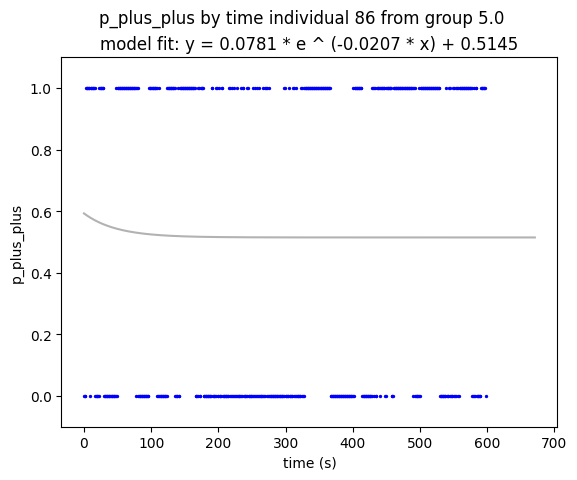 p_plus_plus by time individual 86 from group 5.0
model fit: y = 0.0781 * e ^ (-0.0207 * x) + 0.5145
1.0
0.8
0.6
0.4
0.2
0.0
p_plus_plus
0 100 200 300 400 500 600 700
time (s)